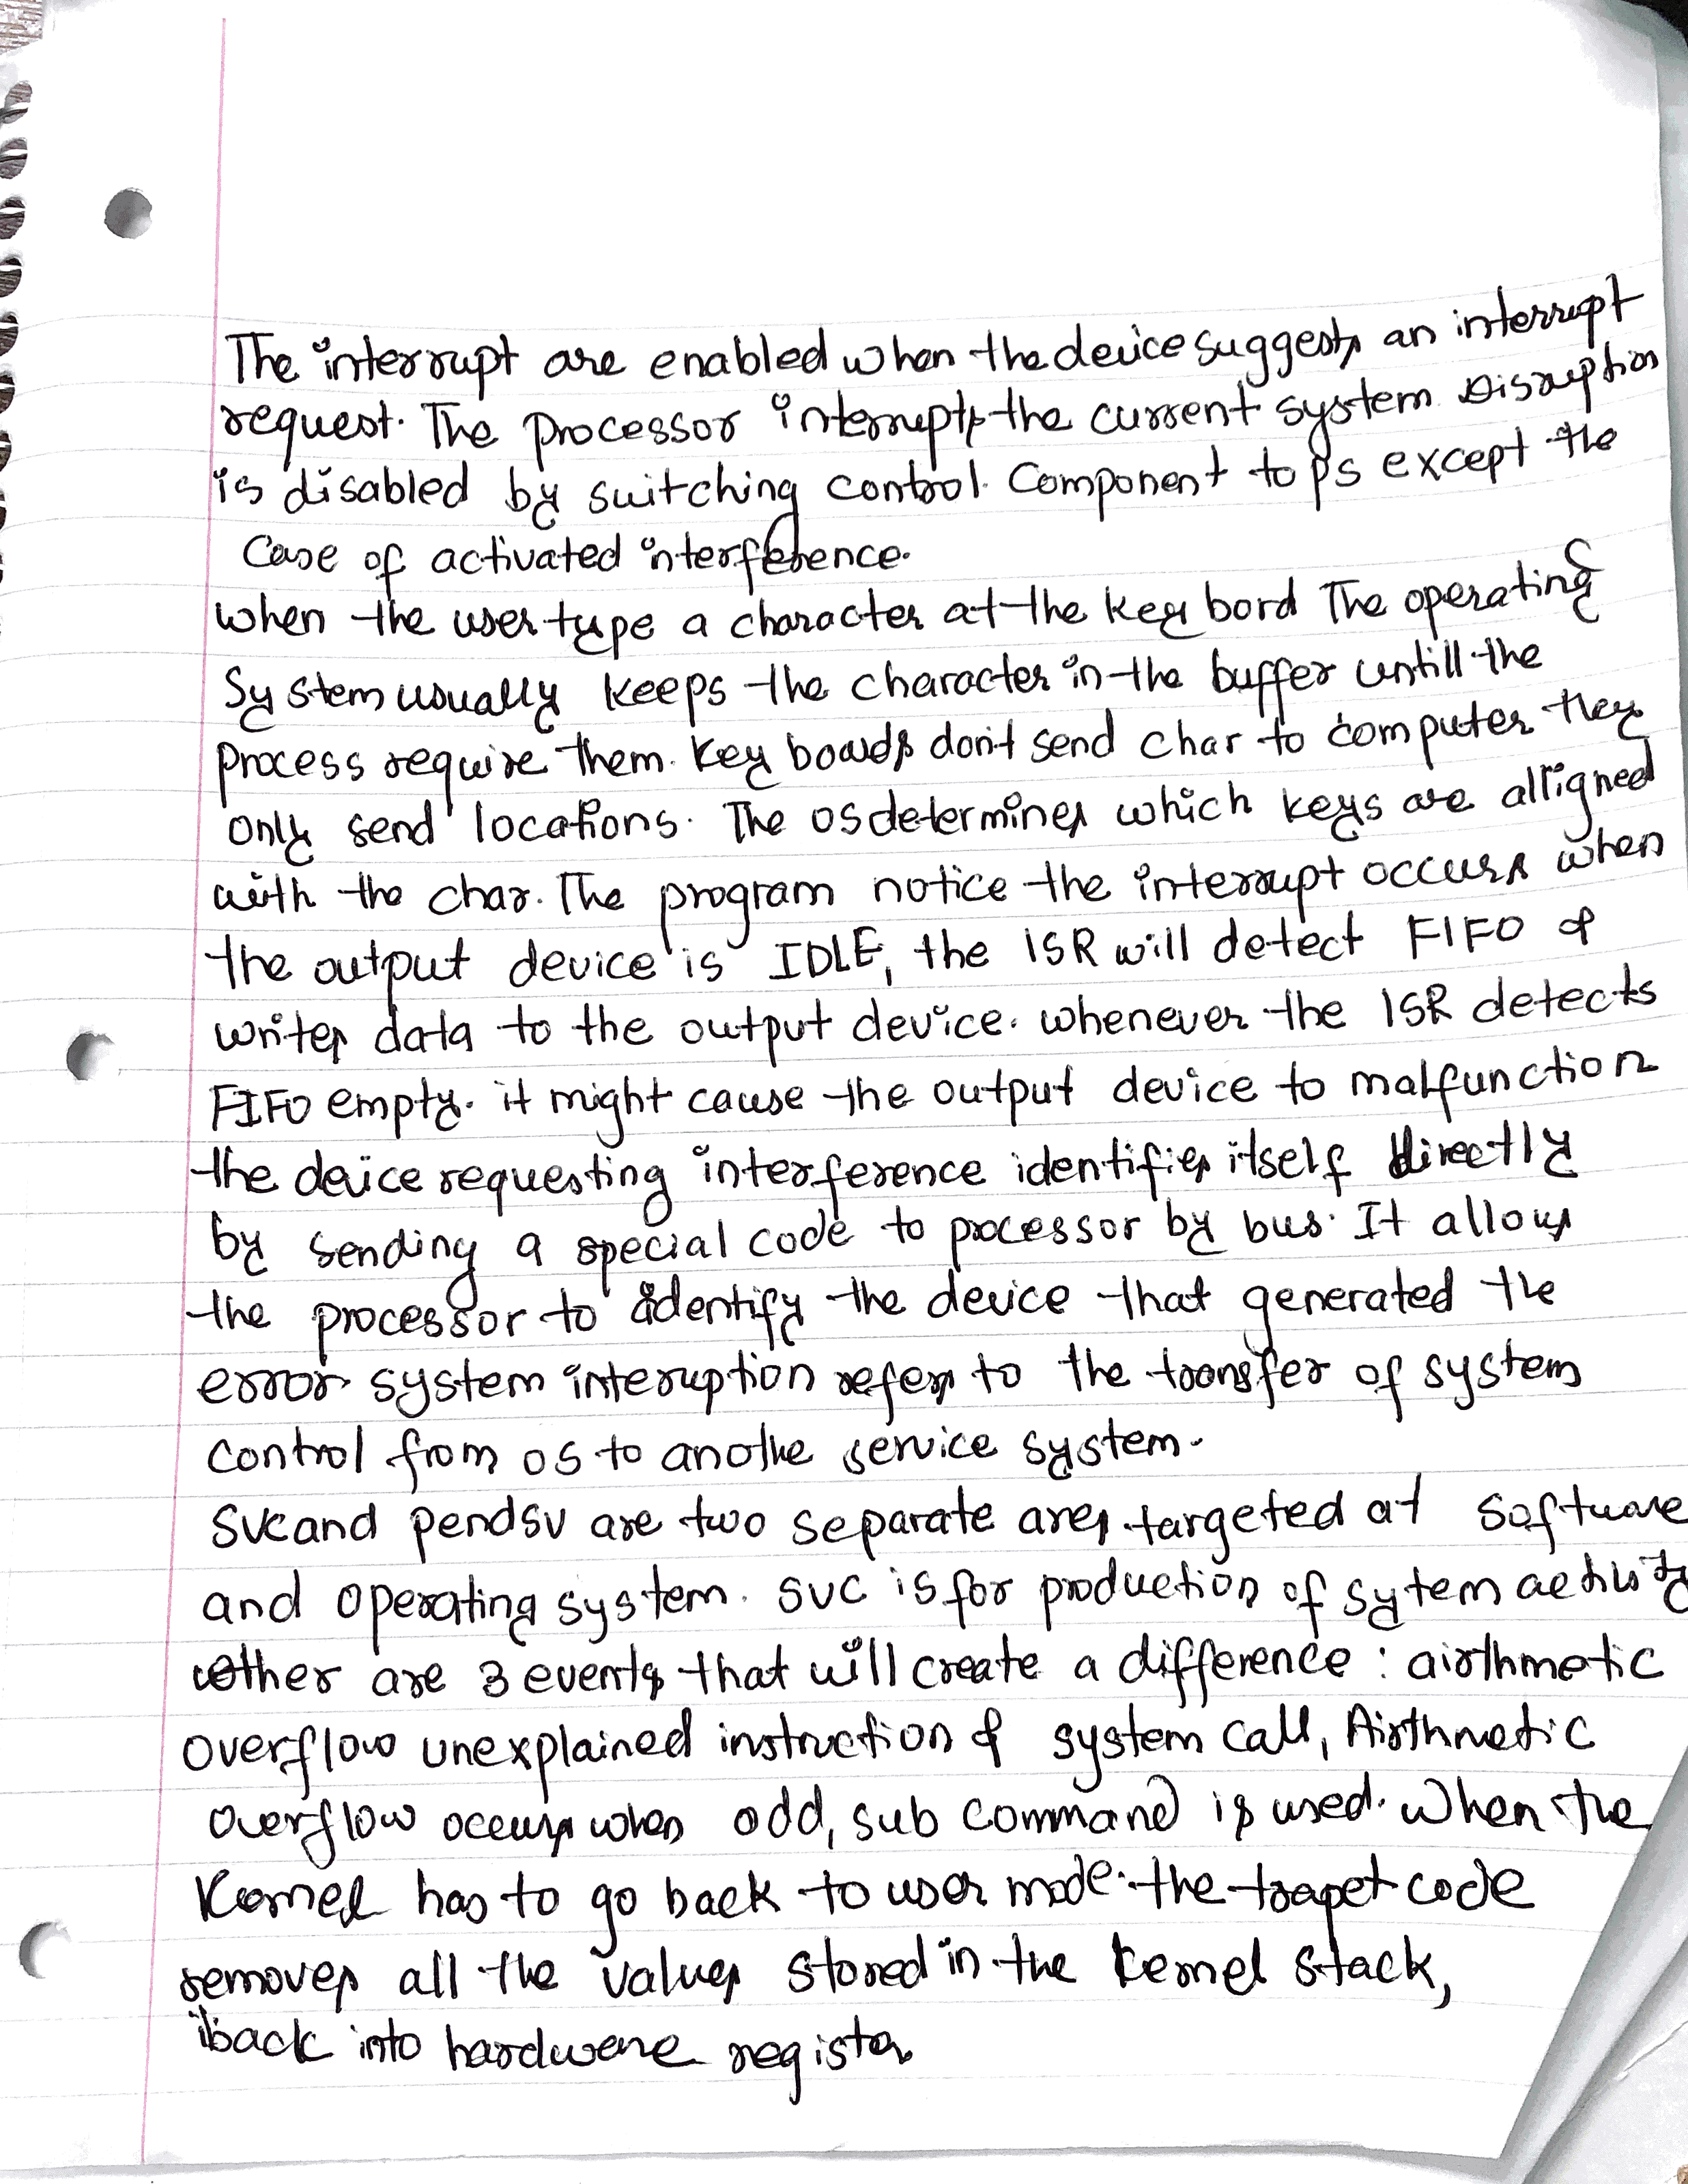 The interrupt are enabled when the device suggests an interrupt
request. The Processor interrupts the current system Disruption
is disabled by switching control. Component to ps except the
Case of activated interference.
when the user type a character at the key bord The operating
System usually keeps the character in the buffer untill the
process require them. Key boards don't send char to computer they
only send locations. The os determines which keys are alligned
with the char. The program notice the interrupt occurs when
the output device is IDLE, the ISR will detect FIFO &
writes data to the output device. whenever the ISR detects
FIFO empty. it might cause the output device to malfunction
the device requesting interference identifies itself directly
by sending a special code to processor by bus. It allows
the processor to identify the device that generated the
error system interuption refers to the transfer of system
control from os to anothe service system.
SVC and pendsv are two separate ares targeted at Software
and operating system. SVC is for production of sytem activity
other are 3 events that will create a difference : airthmetic
overflow unexplained instruction & system call, Airthmetic
overflow occurs when odd, sub command is used. When the
Kernel has to go back to user mode. the trapet code
removes all the values stored in the kernel stack,
back into hardware register